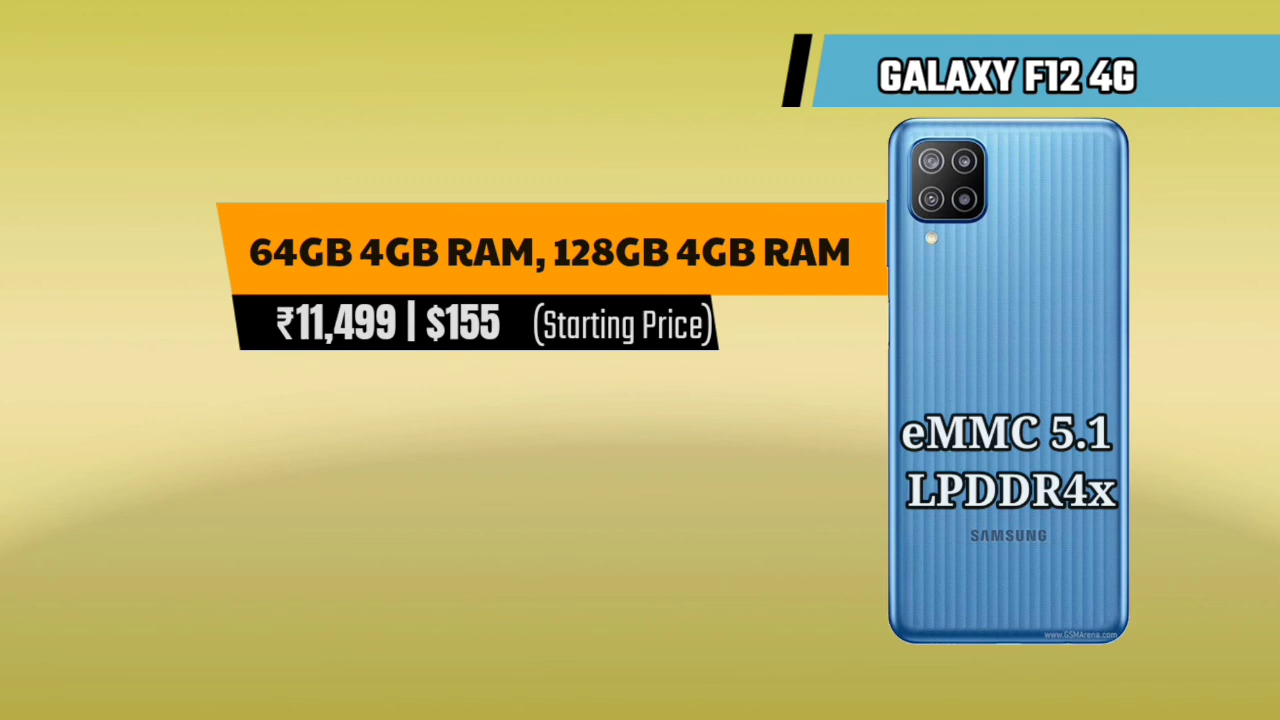 GALAXY F12 4G
64GB 4GB RAM, 128GB 4GB RAM
₹11,499 | $155 (Starting Price)
eMMC 5.1
LPDDR4x
SAMSUNG
www.GSMArena.com